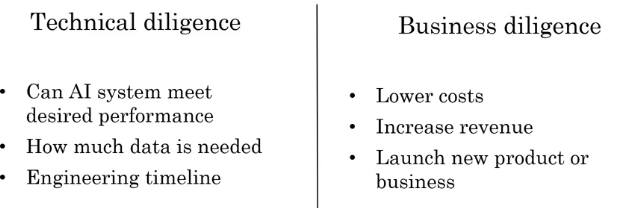 Technical diligence
• Can AI system meet
desired performance
• How much data is needed
• Engineering timeline
Business diligence
• Lower costs
• Increase revenue
• Launch new product or
business